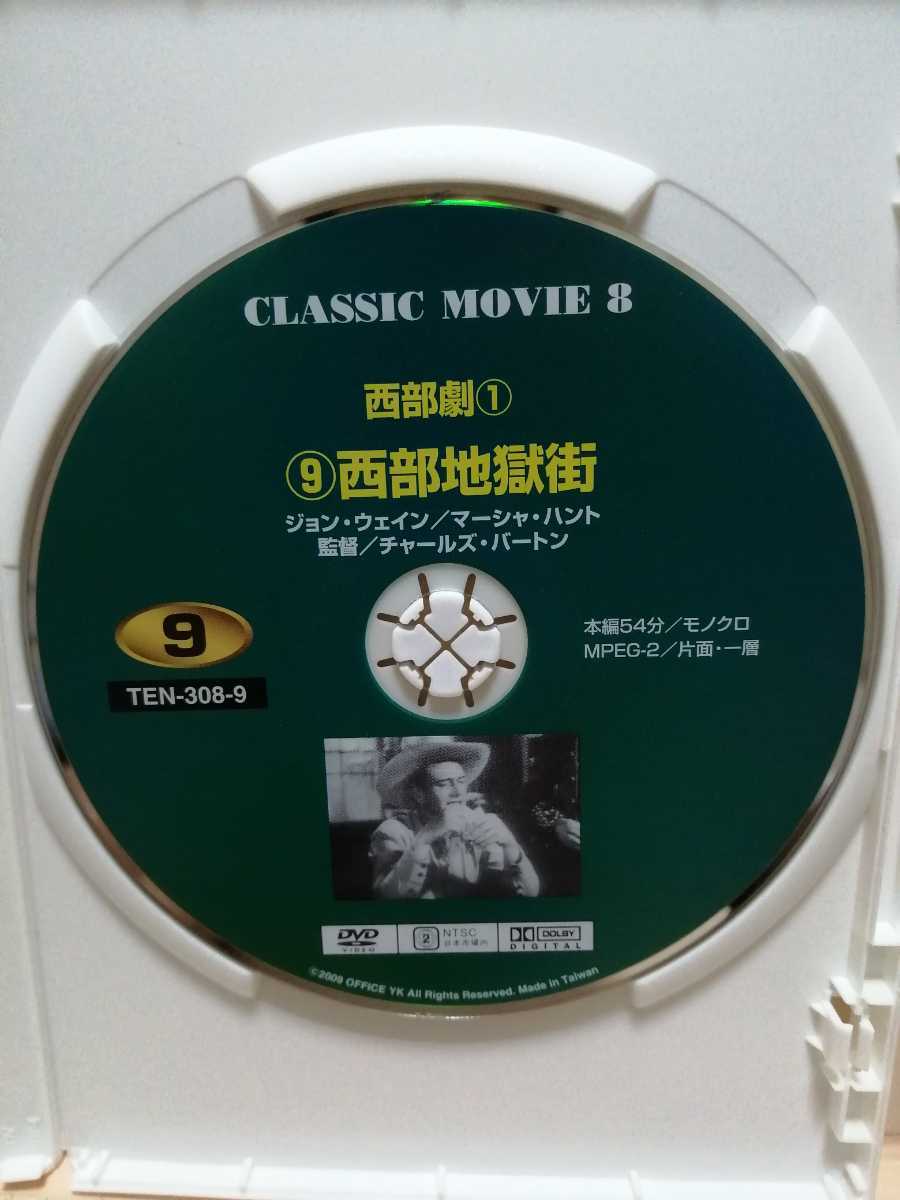 CLASSIC MOVIE 8
西部劇①
⑨西部地獄街
ジョン・ウェイン／マーシャ・ハント
監督／チャールズ・バートン
9
TEN-308-9
本編54分／モノクロ
MPEG-2／片面・一層
DVD
VIDEO
2
NTSC
日本市場向
DOLBY
DIGITAL
©2009 OFFICE YK All Rights Reserved. Made in Taiwan